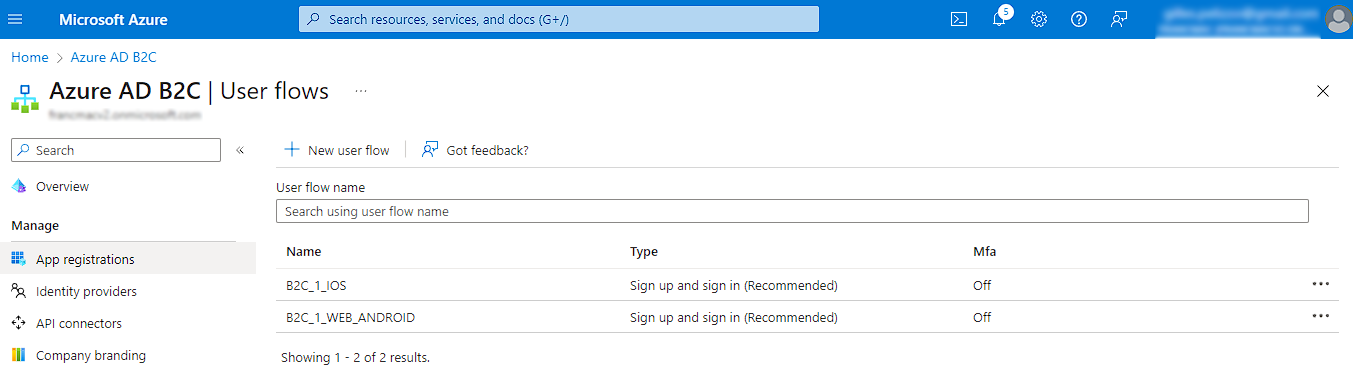 Microsoft Azure
Search resources, services, and docs (G+/)
5
Home > Azure AD B2C
Azure AD B2C | User flows ...
Search «
New user flow
Got feedback?
Overview
User flow name
Search using user flow name
Manage
App registrations
Identity providers
API connectors
Company branding
Name Type Mfa
B2C_1_IOS Sign up and sign in (Recommended) Off ...
B2C_1_WEB_ANDROID Sign up and sign in (Recommended) Off ...
Showing 1 - 2 of 2 results.